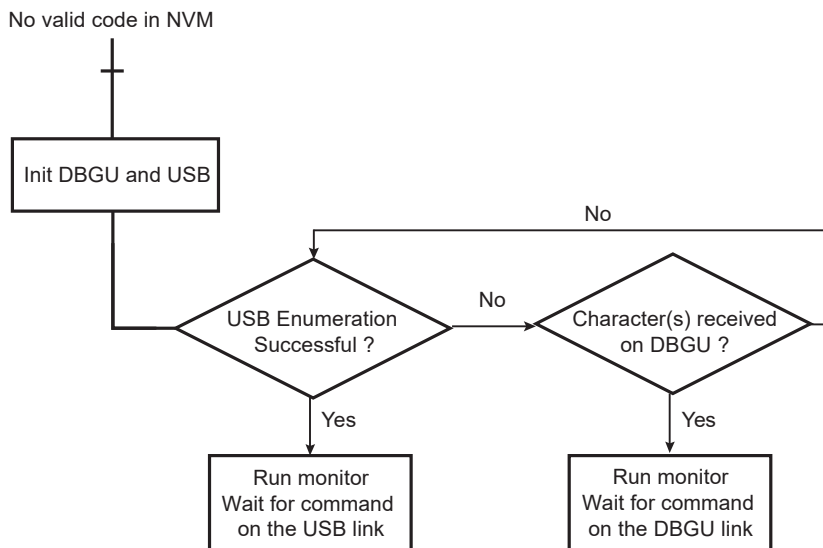 No valid code in NVM
Init DBGU and USB
No
USB Enumeration
Successful ?
No
Character(s) received
on DBGU ?
Yes
Yes
Run monitor
Wait for command
on the USB link
Run monitor
Wait for command
on the DBGU link